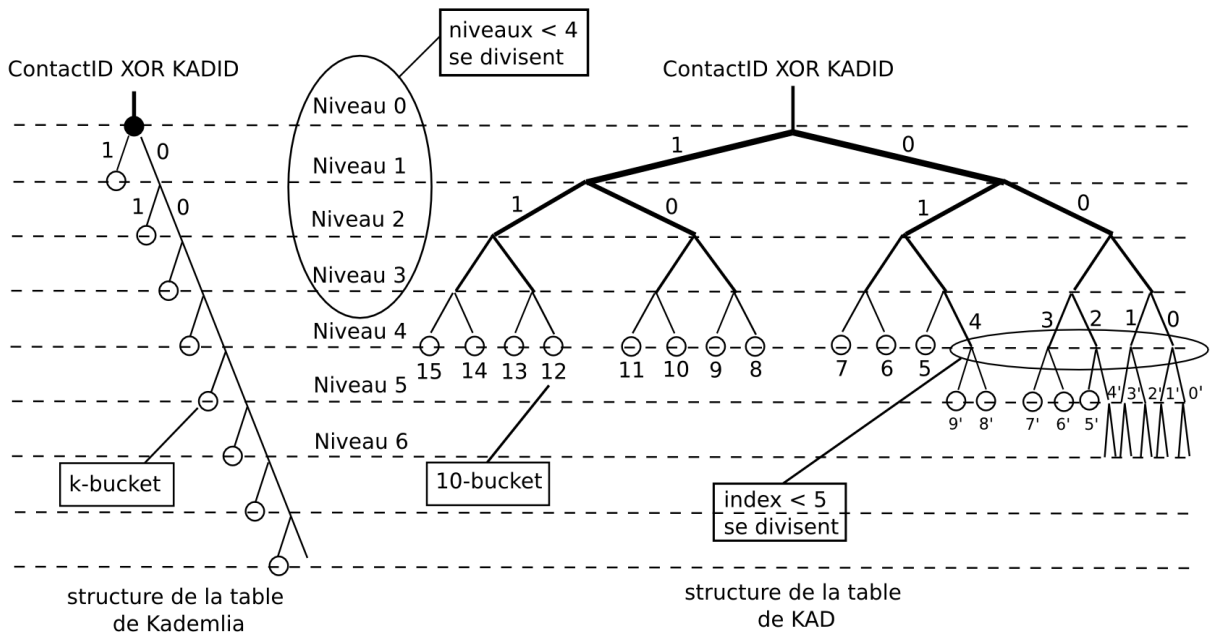 niveaux < 4
se divisent
ContactID XOR KADID
ContactID XOR KADID
Niveau 0
1 0
1 0
Niveau 1
1 0
1 0 1 0
Niveau 2
Niveau 3
Niveau 4
4 3 2 1 0
15 14 13 12 11 10 9 8 7 6 5
Niveau 5
9' 8' 7' 6' 5' 4' 3' 2' 1' 0'
Niveau 6
k-bucket
10-bucket
index < 5
se divisent
structure de la table
de Kademlia
structure de la table
de KAD